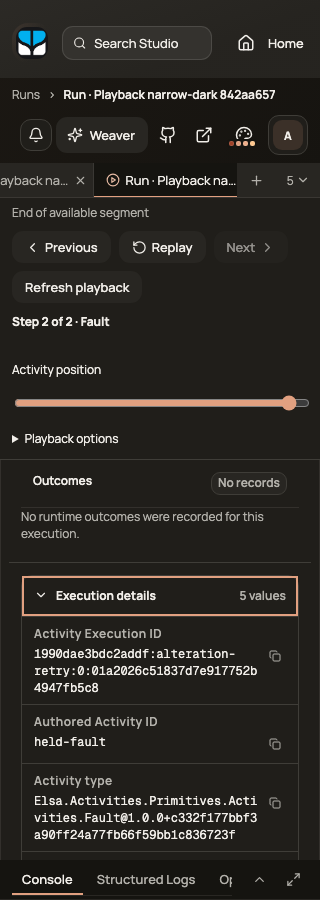 Search Studio
Home
Runs > Run · Playback narrow-dark 842aa657
Weaver
A
ayback na...
Run · Playback na...
5
End of available segment
Previous
Replay
Next
Refresh playback
Step 2 of 2 · Fault
Activity position
Playback options
Outcomes
No records
No runtime outcomes were recorded for this
execution.
Execution details
5 values
Activity Execution ID
1990dae3bdc2addf:alteration-
retry:0:01a2026c51837d7e917752b
4947fb5c8
Authored Activity ID
held-fault
Activity type
Elsa.Activities.Primitives.Acti
vities.Fault@1.0.0+c332f177bbf3
a90ff24a77fb66f59bb1c836723f
Console
Structured Logs